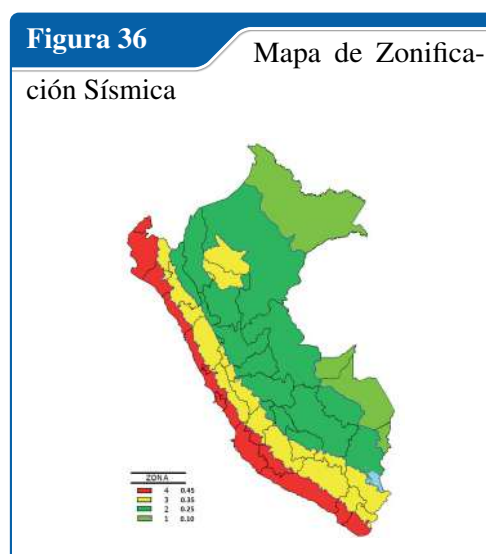 Figura 36
Mapa de Zonifica-
ción Sísmica
ZONA
4 0.45
3 0.35
2 0.25
1 0.10